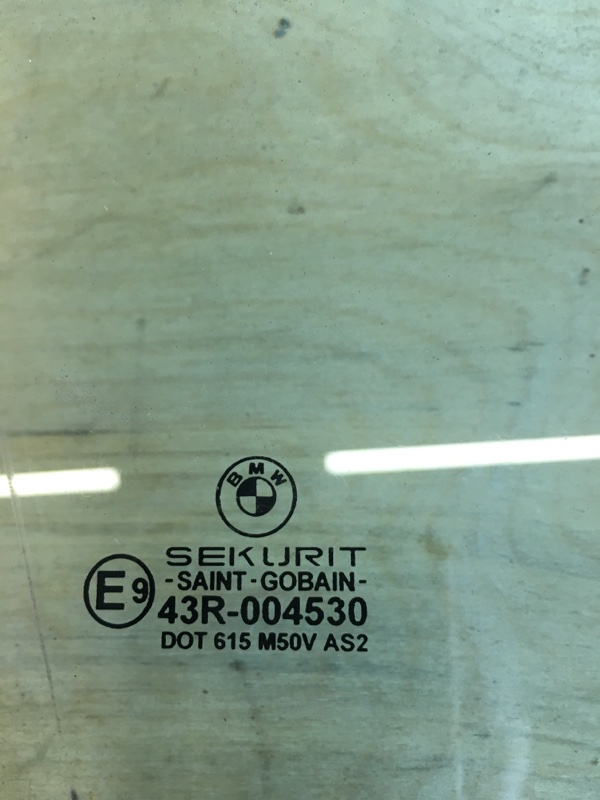 BMW
SEKURIT
-SAINT-GOBAIN-
E9 43R-004530
DOT 615 M50V AS2